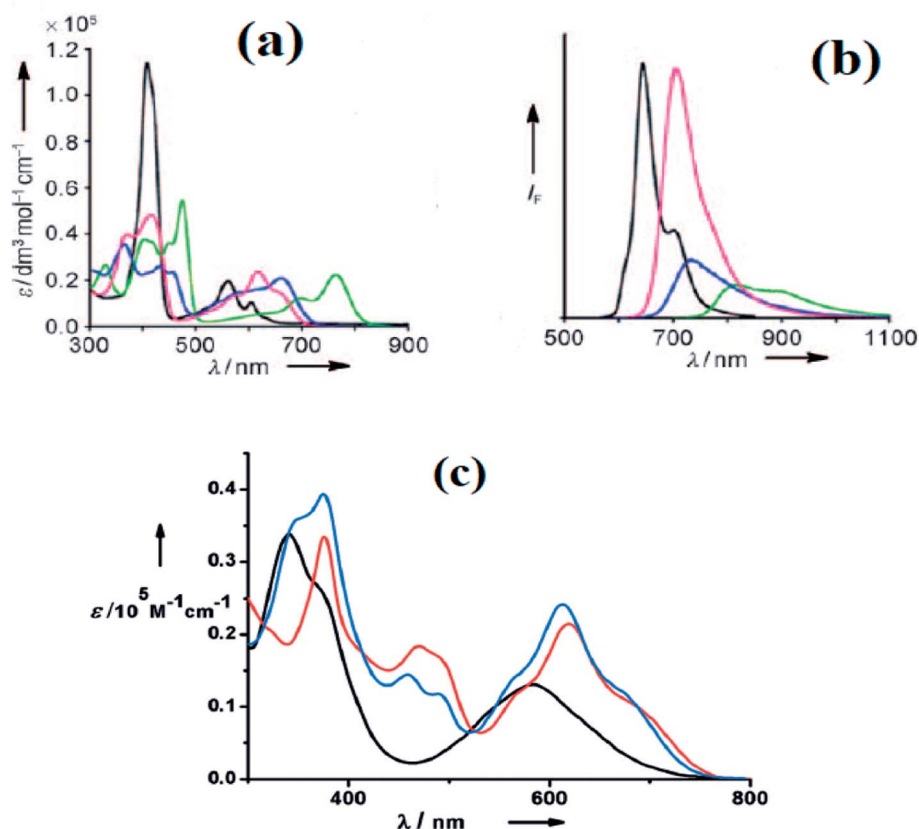 × 10⁵
(a)
1.2
1.0
0.8
0.6
0.4
0.2
0.0
ε/dm³ mol⁻¹ cm⁻¹
300 500 700 900
λ/nm
(b)
I_F
500 700 900 1100
λ/nm
(c)
0.4
0.3
0.2
0.1
0.0
ε/10⁵ M⁻¹cm⁻¹
400 600 800
λ / nm